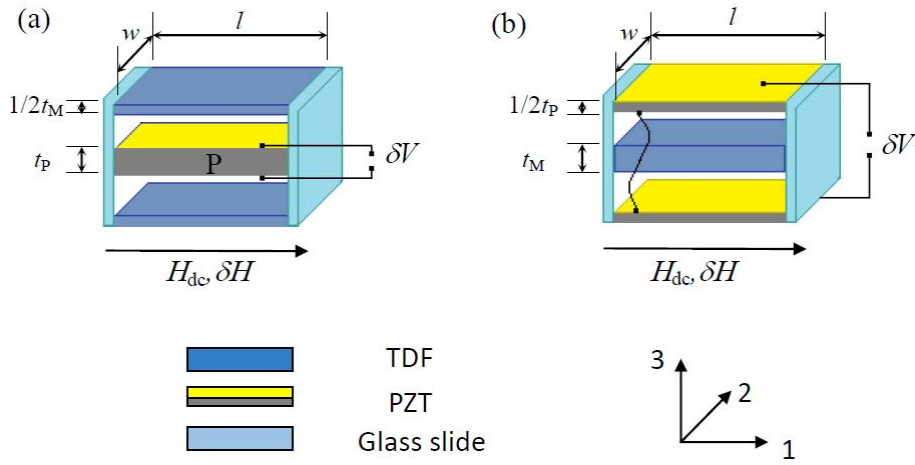 (a)
w
l
1/2tM
tP
P
δV
Hdc, δH
(b)
w
l
1/2tP
tM
δV
Hdc, δH
TDF
PZT
Glass slide
3
2
1